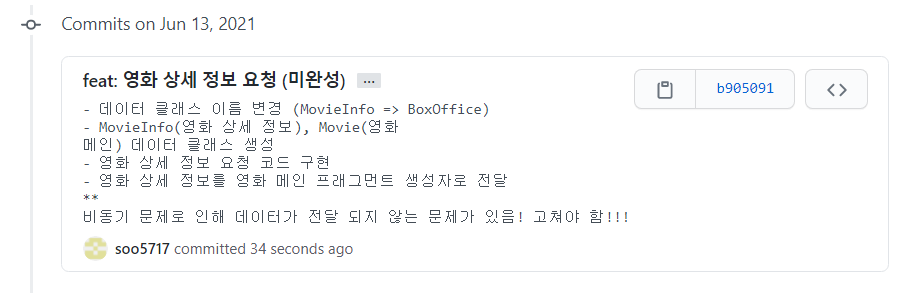 Commits on Jun 13, 2021
feat: 영화 상세 정보 요청 (미완성) ...
b905091
- 데이터 클래스 이름 변경 (MovieInfo => BoxOffice)
- MovieInfo(영화 상세 정보), Movie(영화
메인) 데이터 클래스 생성
- 영화 상세 정보 요청 코드 구현
- 영화 상세 정보를 영화 메인 프래그먼트 생성자로 전달
**
비동기 문제로 인해 데이터가 전달 되지 않는 문제가 있음! 고쳐야 함!!!
soo5717 committed 34 seconds ago